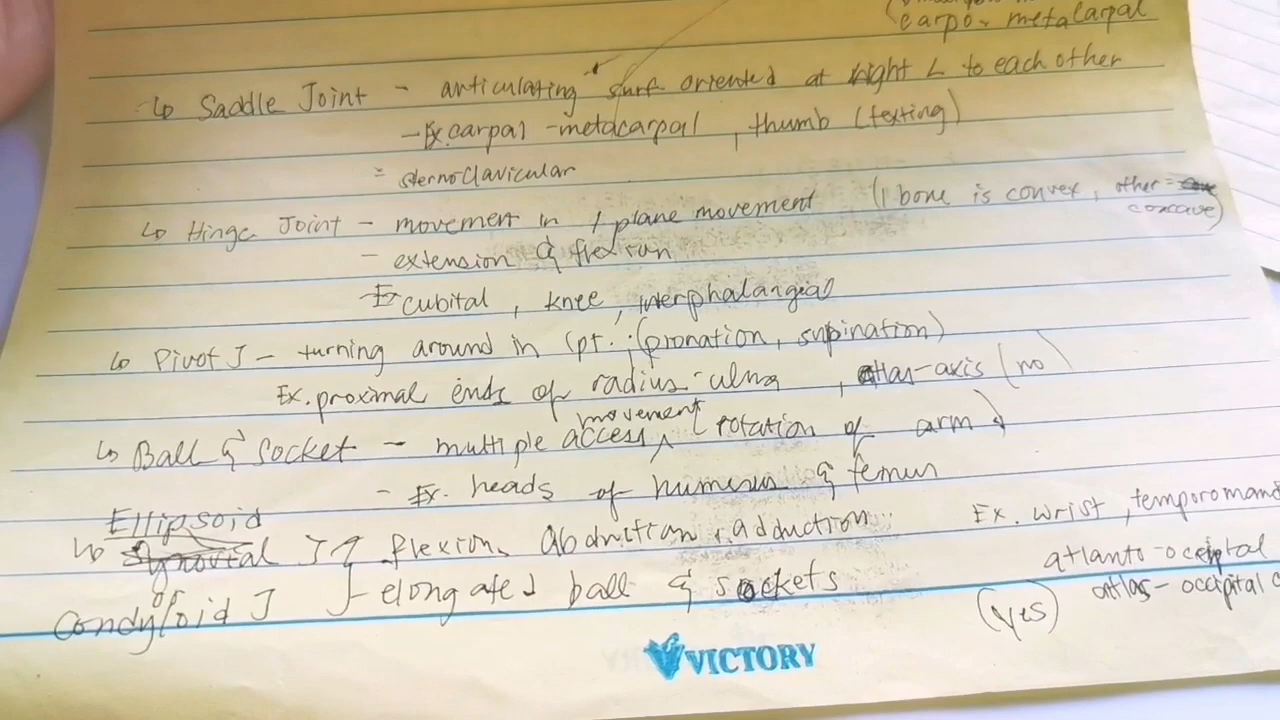 carpo- metacarpal
↳ Saddle Joint - articulating surf oriented at right ∠ to each other
- Ex. carpal - metacarpal, thumb (texting)
= sternoclavicular
↳ Hinge Joint - movement in 1 plane movement (1 bone is convex, other = concave)
- extension & flexion
Ex cubital, knee, interphalangial
↳ Pivot J - turning around in 1pt. ; (pronation, supination)
Ex. proximal ends of radius-ulna, atlas-axis (no)
↳ Ball & Socket - multiple access movement (rotation of arm)
- Ex. heads of humerus & femur
↳ Ellipsoid J flexion, abduction, adduction Ex. wrist, temporomand
or
Condyloid J - elongated ball & sockets
atlanto-occipital
(yes) atlas-occipital
VICTORY